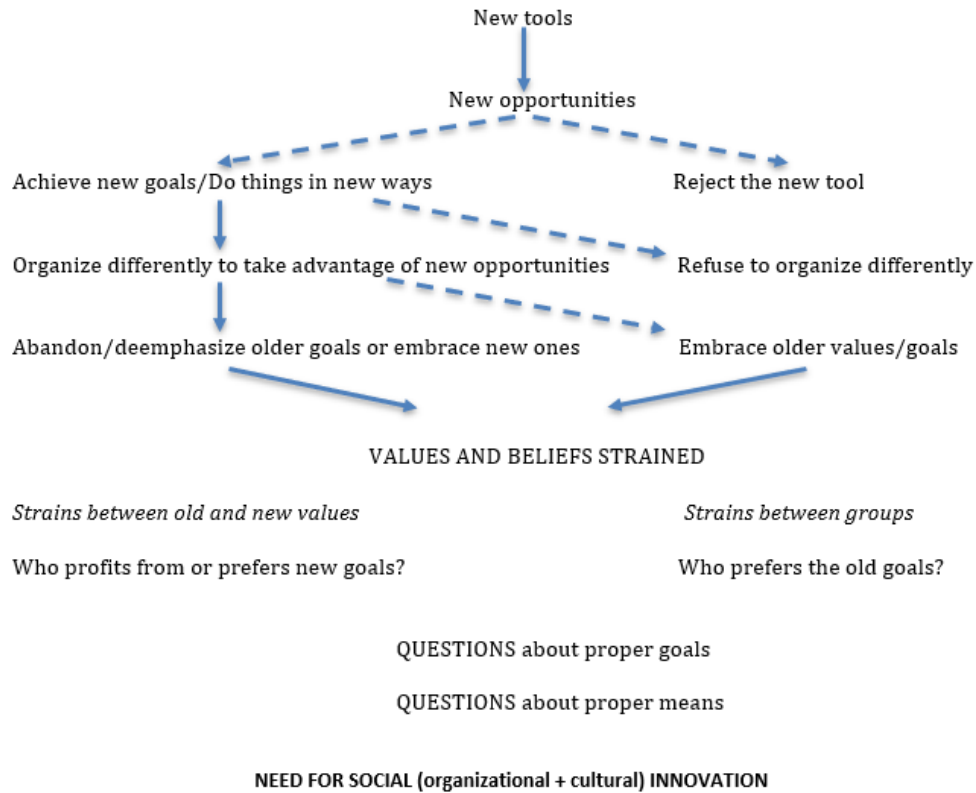 New tools
New opportunities
Achieve new goals/Do things in new ways
Reject the new tool
Organize differently to take advantage of new opportunities
Refuse to organize differently
Abandon/deemphasize older goals or embrace new ones
Embrace older values/goals
VALUES AND BELIEFS STRAINED
Strains between old and new values
Strains between groups
Who profits from or prefers new goals?
Who prefers the old goals?
QUESTIONS about proper goals
QUESTIONS about proper means
NEED FOR SOCIAL (organizational + cultural) INNOVATION